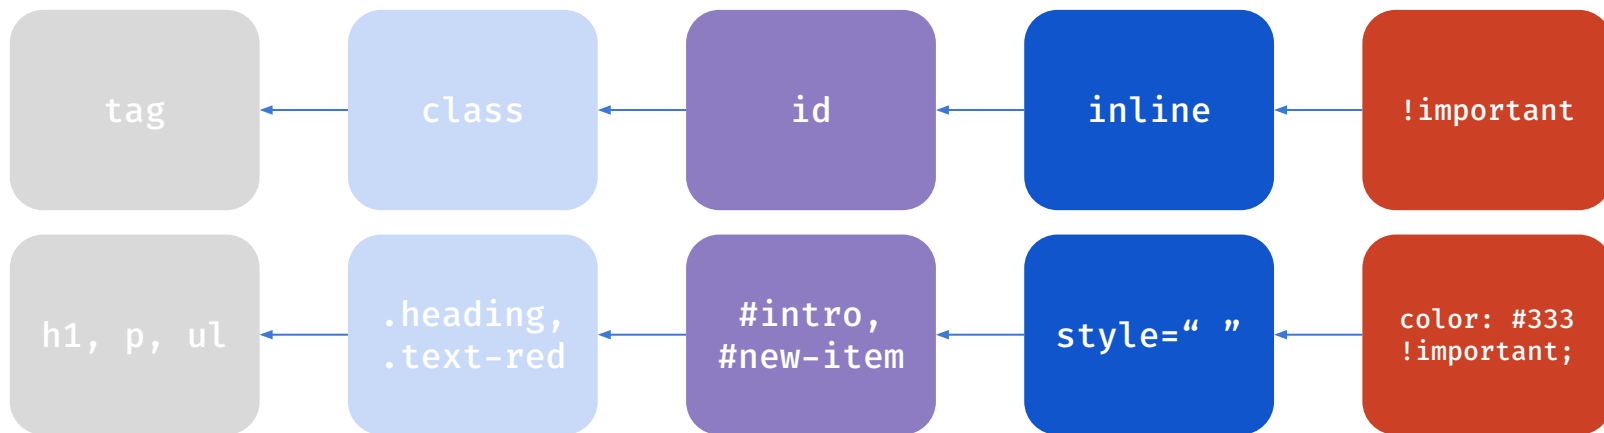 tag
class
id
inline
!important
h1, p, ul
.heading,
.text-red
#intro,
#new-item
style=“ ”
color: #333
!important;